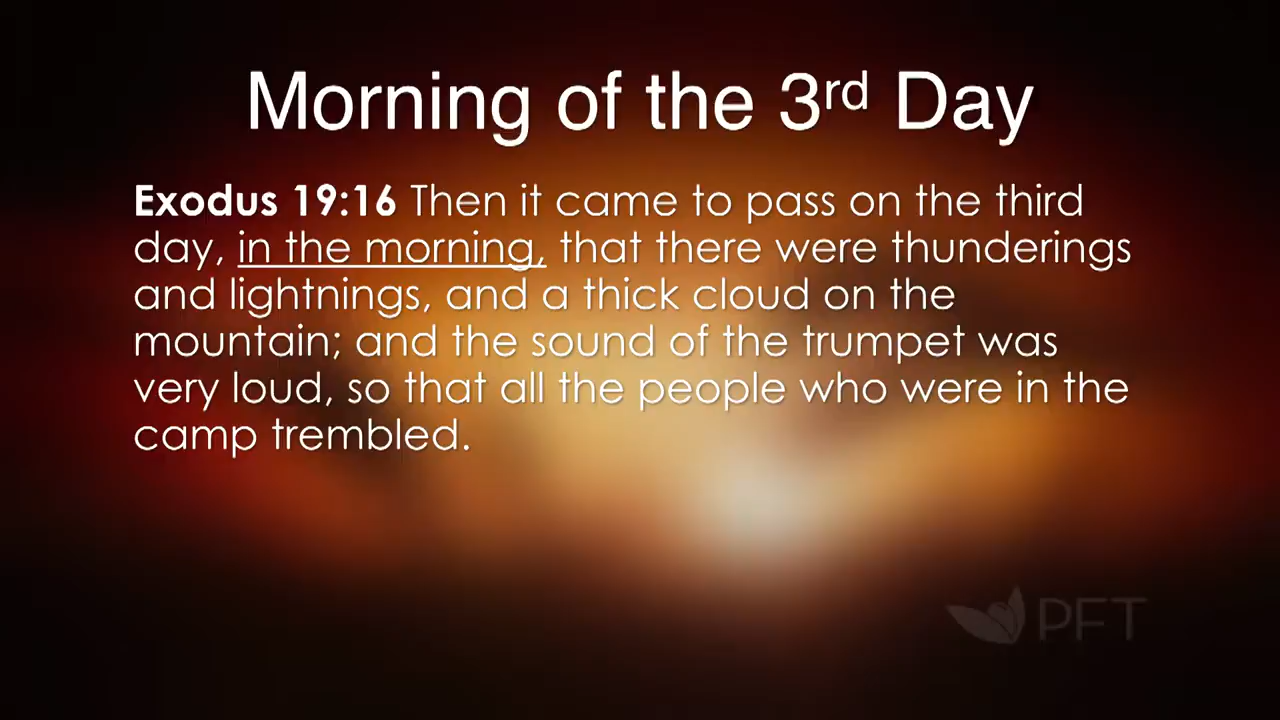 Morning of the 3rd Day
Exodus 19:16 Then it came to pass on the third
day, in the morning, that there were thunderings
and lightnings, and a thick cloud on the
mountain; and the sound of the trumpet was
very loud, so that all the people who were in the
camp trembled.
PFT